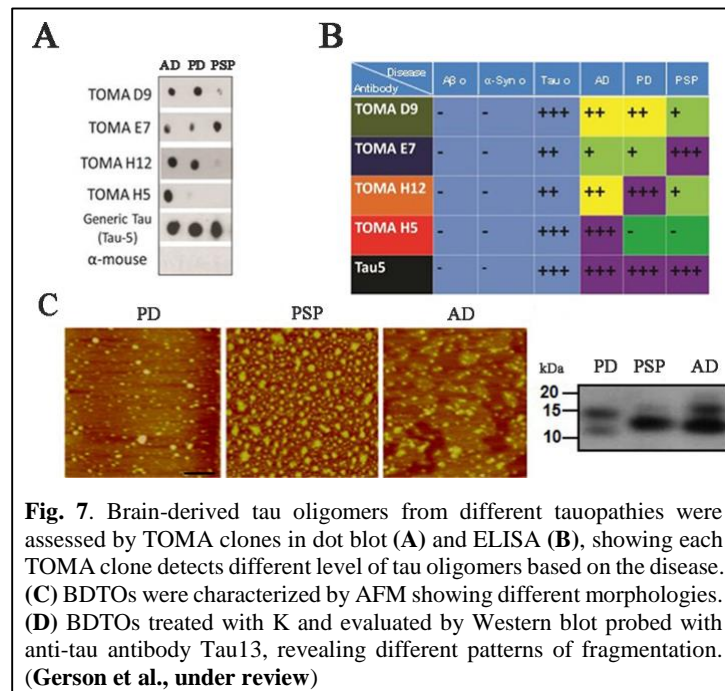 A
AD PD PSP
TOMA D9
TOMA E7
TOMA H12
TOMA H5
Generic Tau
(Tau-5)
α-mouse
B
Disease
Antibody
Aβ o α-Syn o Tau o AD PD PSP
TOMA D9 - - +++ ++ ++ +
TOMA E7 - - ++ + + +++
TOMA H12 - - ++ ++ +++ +
TOMA H5 - - +++ +++ - -
Tau5 - - +++ +++ +++ +++
C
PD PSP AD
kDa PD PSP AD
20
15
10
Fig. 7. Brain-derived tau oligomers from different tauopathies were
assessed by TOMA clones in dot blot (A) and ELISA (B), showing each
TOMA clone detects different level of tau oligomers based on the disease.
(C) BDTOs were characterized by AFM showing different morphologies.
(D) BDTOs treated with K and evaluated by Western blot probed with
anti-tau antibody Tau13, revealing different patterns of fragmentation.
(Gerson et al., under review)